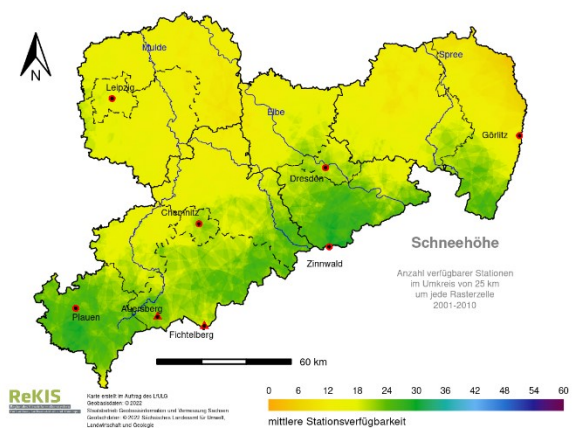 Mulde
Spree
Leipzig
Elbe
Görlitz
Dresden
Chemnitz
Schneehöhe
Zinnwald
Anzahl verfügbarer Stationen
im Umkreis von 25 km
um jede Rasterzelle
2001-2010
Auersberg
Plauen
Fichtelberg
N
60 km
ReKIS
Karte erstellt im Auftrag des LfULG
Geobasisdaten: © 2022
Staatsbetrieb Geobasisinformation und Vermessung Sachsen
Geofachdaten: © 2022 Sächsisches Landesamt für Umwelt,
Landwirtschaft und Geologie
0 6 12 18 24 30 36 42 48 54 60
mittlere Stationsverfügbarkeit